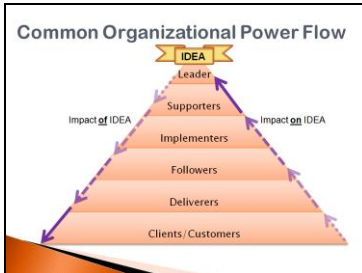 Common Organizational Power Flow
IDEA
Leader
Supporters
Impact of IDEA
Impact on IDEA
Implementers
Followers
Deliverers
Clients/Customers